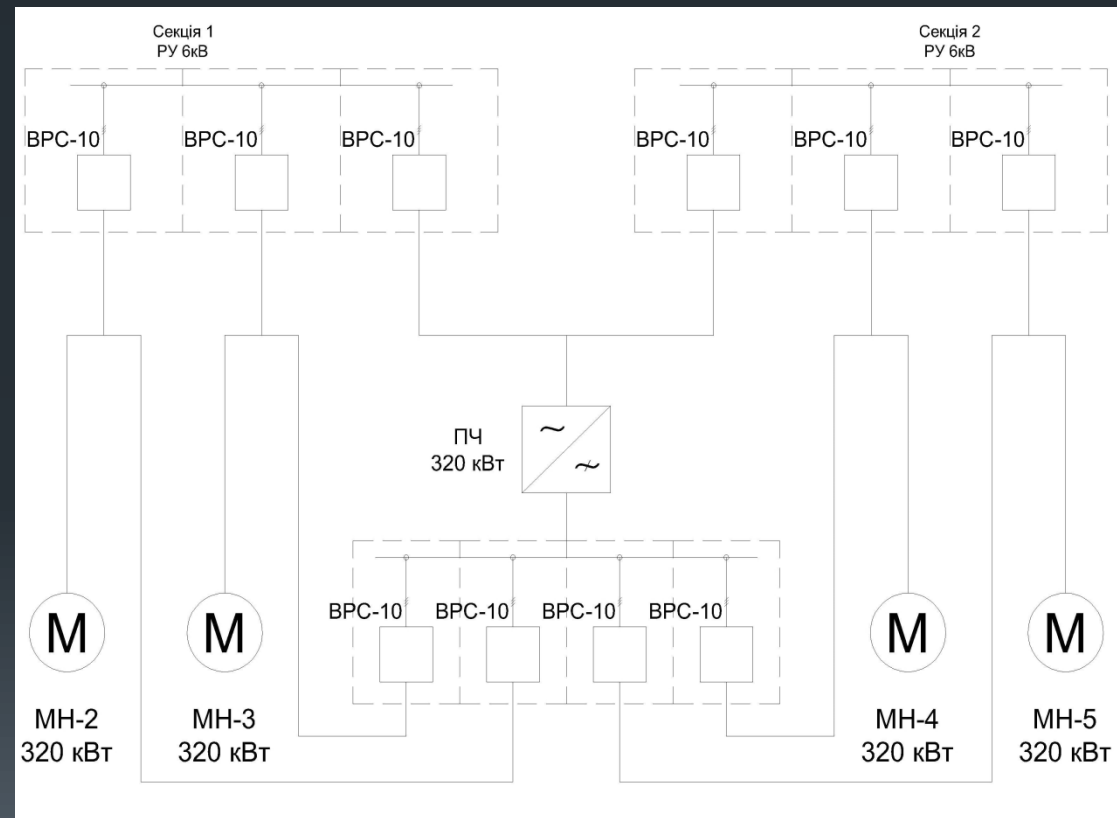 Секція 1
РУ 6кВ
Секція 2
РУ 6кВ
ВРС-10 ВРС-10 ВРС-10 ВРС-10 ВРС-10 ВРС-10
ПЧ
320 кВт
ВРС-10 ВРС-10 ВРС-10 ВРС-10
М М М М
МН-2
320 кВт
МН-3
320 кВт
МН-4
320 кВт
МН-5
320 кВт